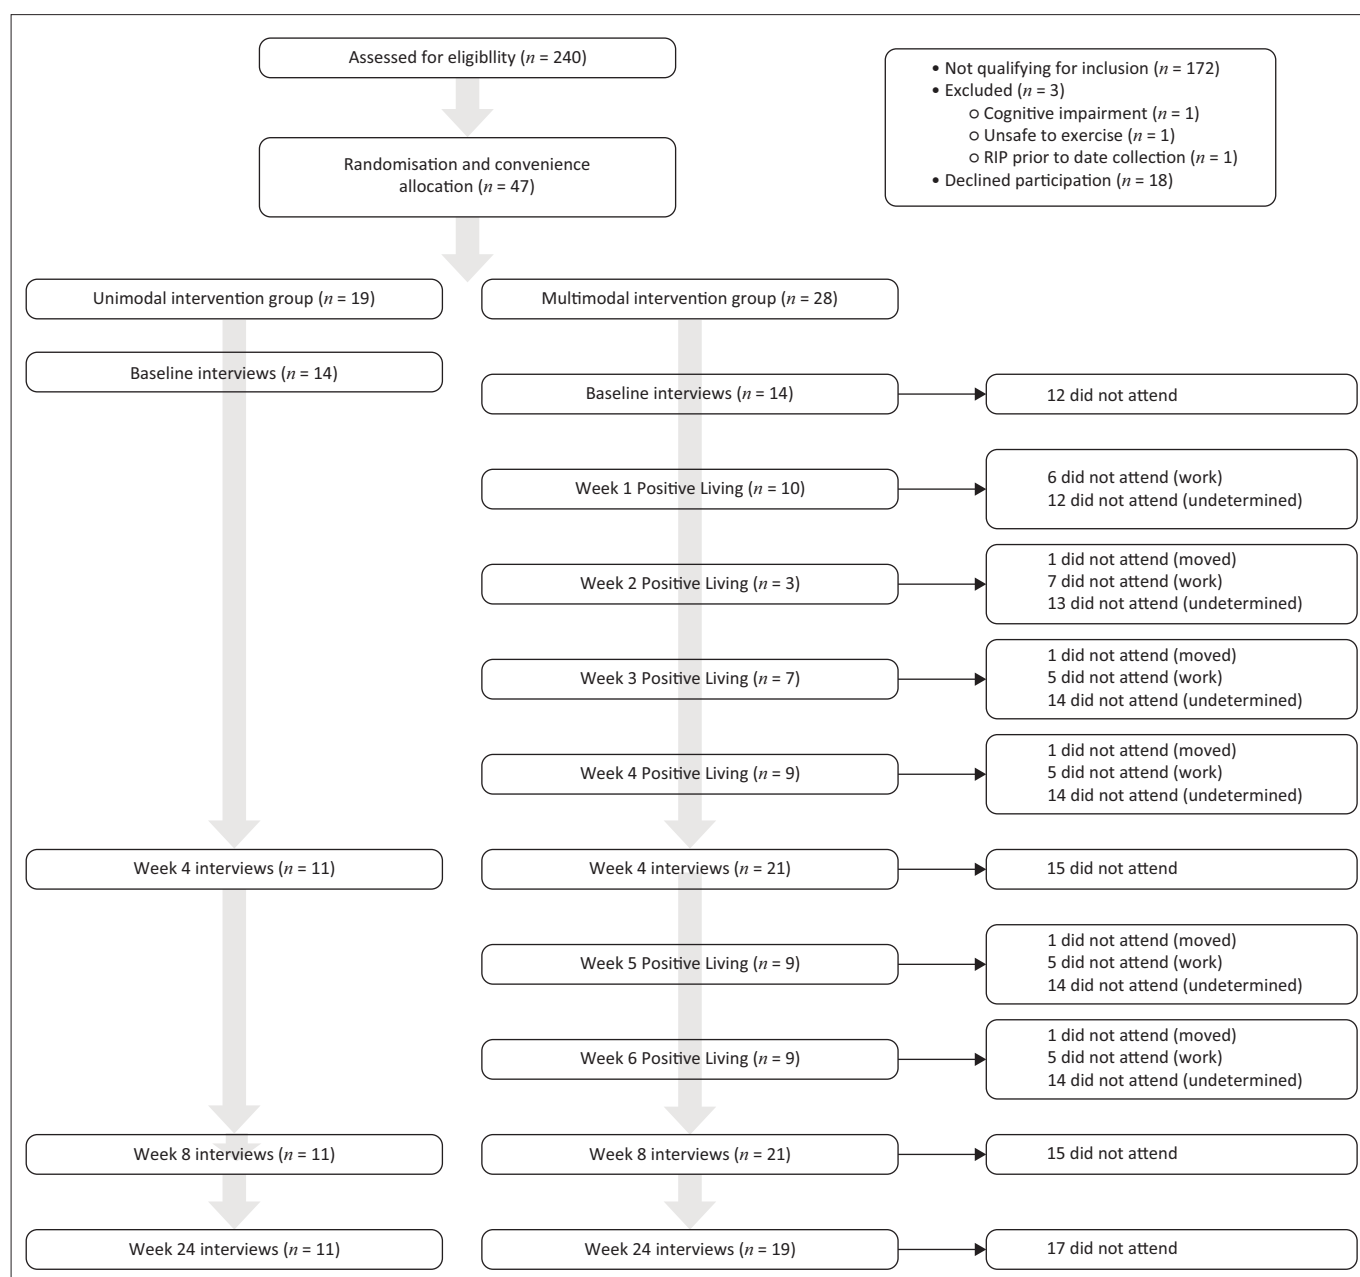 Assessed for eligibllity (n = 240)
• Not qualifying for inclusion (n = 172)
• Excluded (n = 3)
o Cognitive impairment (n = 1)
o Unsafe to exercise (n = 1)
o RIP prior to date collection (n = 1)
• Declined participation (n = 18)
Randomisation and convenience
allocation (n = 47)
Unimodal intervention group (n = 19)
Multimodal intervention group (n = 28)
Baseline interviews (n = 14)
Baseline interviews (n = 14)
12 did not attend
Week 1 Positive Living (n = 10)
6 did not attend (work)
12 did not attend (undetermined)
Week 2 Positive Living (n = 3)
1 did not attend (moved)
7 did not attend (work)
13 did not attend (undetermined)
Week 3 Positive Living (n = 7)
1 did not attend (moved)
5 did not attend (work)
14 did not attend (undetermined)
Week 4 Positive Living (n = 9)
1 did not attend (moved)
5 did not attend (work)
14 did not attend (undetermined)
Week 4 interviews (n = 11)
Week 4 interviews (n = 21)
15 did not attend
Week 5 Positive Living (n = 9)
1 did not attend (moved)
5 did not attend (work)
14 did not attend (undetermined)
Week 6 Positive Living (n = 9)
1 did not attend (moved)
5 did not attend (work)
14 did not attend (undetermined)
Week 8 interviews (n = 11)
Week 8 interviews (n = 21)
15 did not attend
Week 24 interviews (n = 11)
Week 24 interviews (n = 19)
17 did not attend